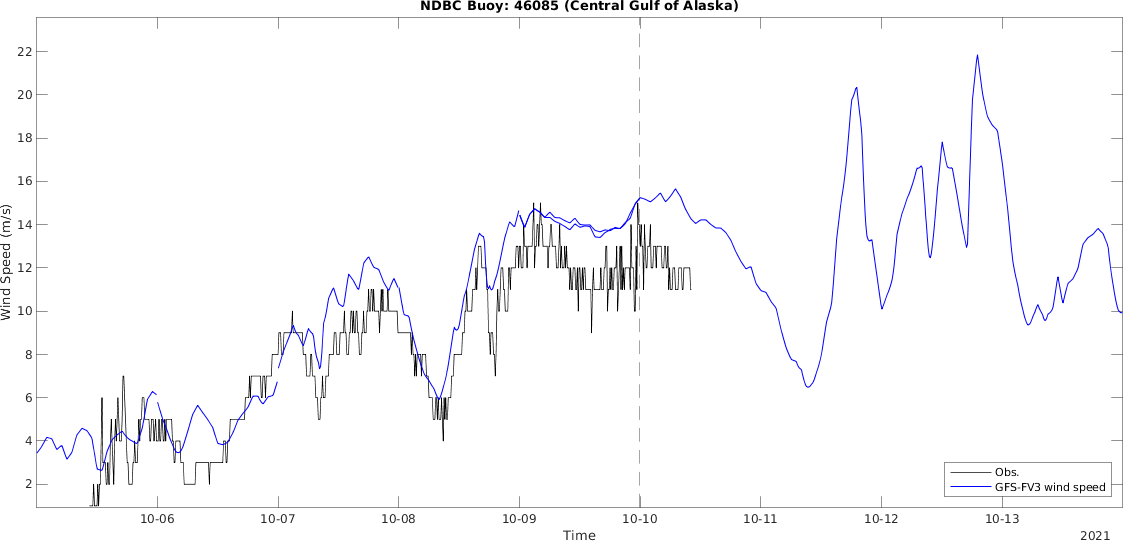 NDBC Buoy: 46085 (Central Gulf of Alaska)
22
20
18
16
14
12
10
8
6
4
2
Wind Speed (m/s)
Obs.
GFS-FV3 wind speed
10-06 10-07 10-08 10-09 10-10 10-11 10-12 10-13
Time
2021